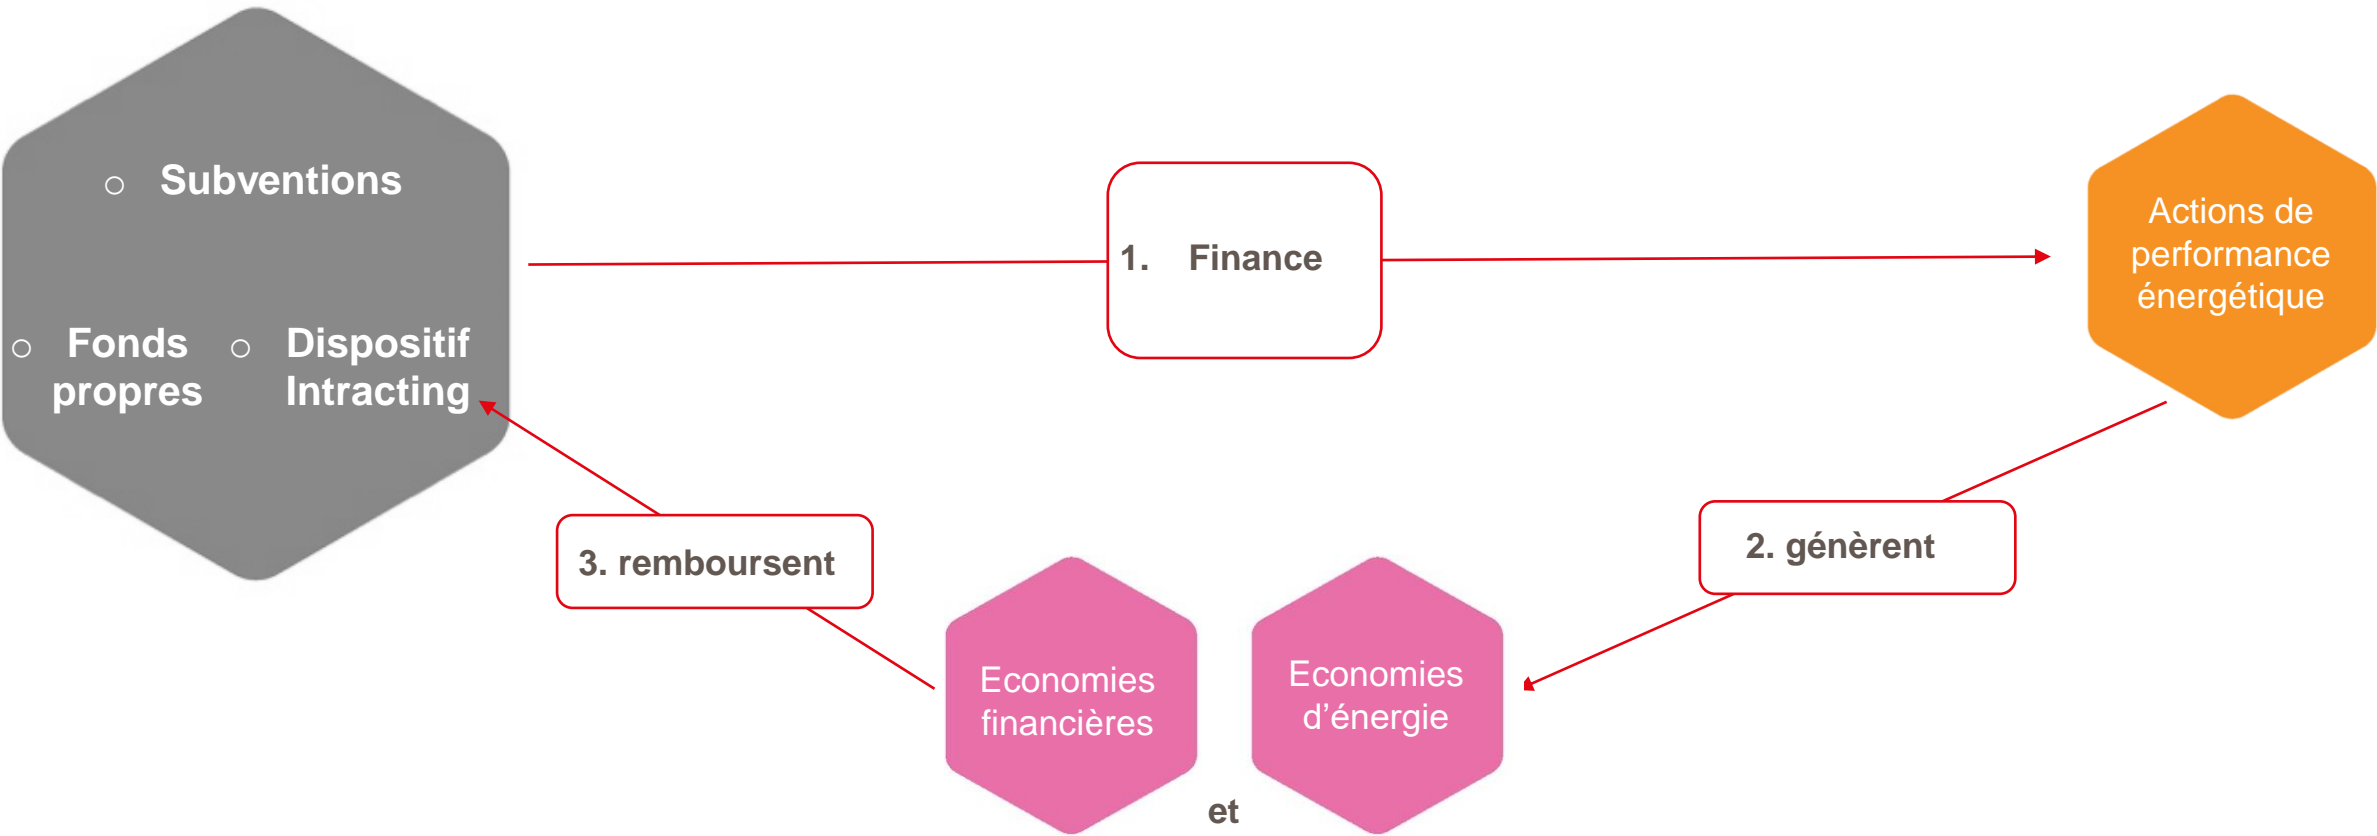 o Subventions
o Fonds propres
o Dispositif Intracting
1. Finance
Actions de
performance
énergétique
2. génèrent
3. remboursent
Economies
financières
et
Economies
d’énergie